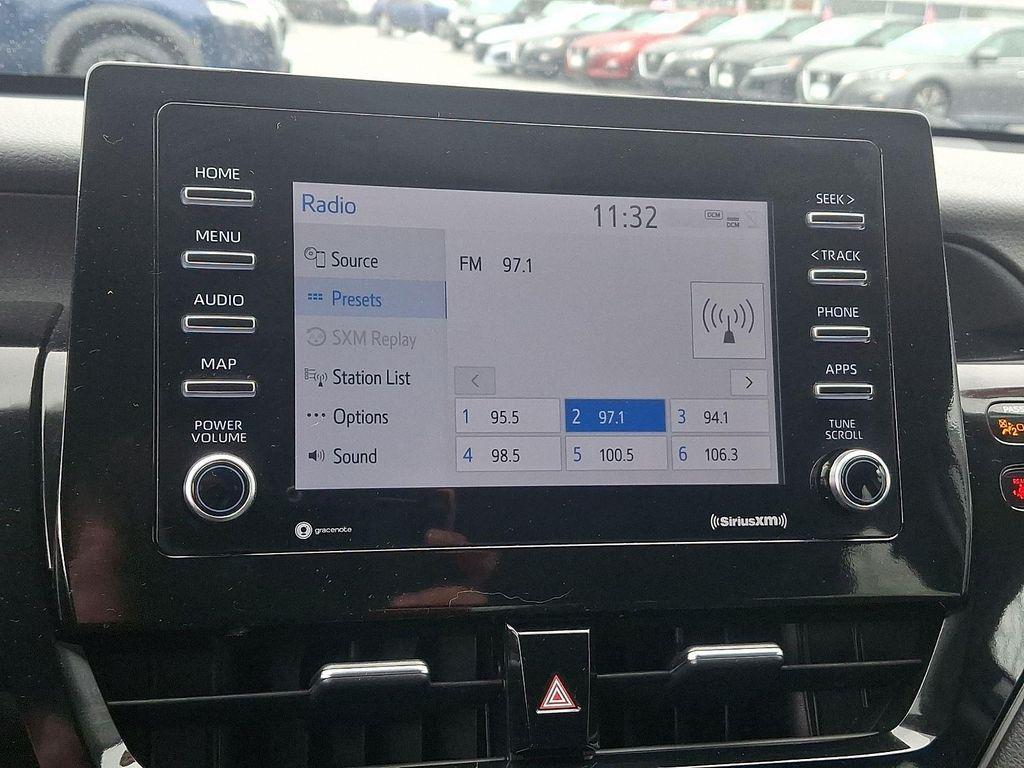 HOME
MENU
AUDIO
MAP
POWER
VOLUME
Radio
11:32
DCM
DCM
Source
Presets
SXM Replay
Station List
Options
Sound
FM 97.1
<
>
1 95.5
2 97.1
3 94.1
4 98.5
5 100.5
6 106.3
SEEK >
< TRACK
PHONE
APPS
TUNE
SCROLL
gracenote
((SiriusXM))